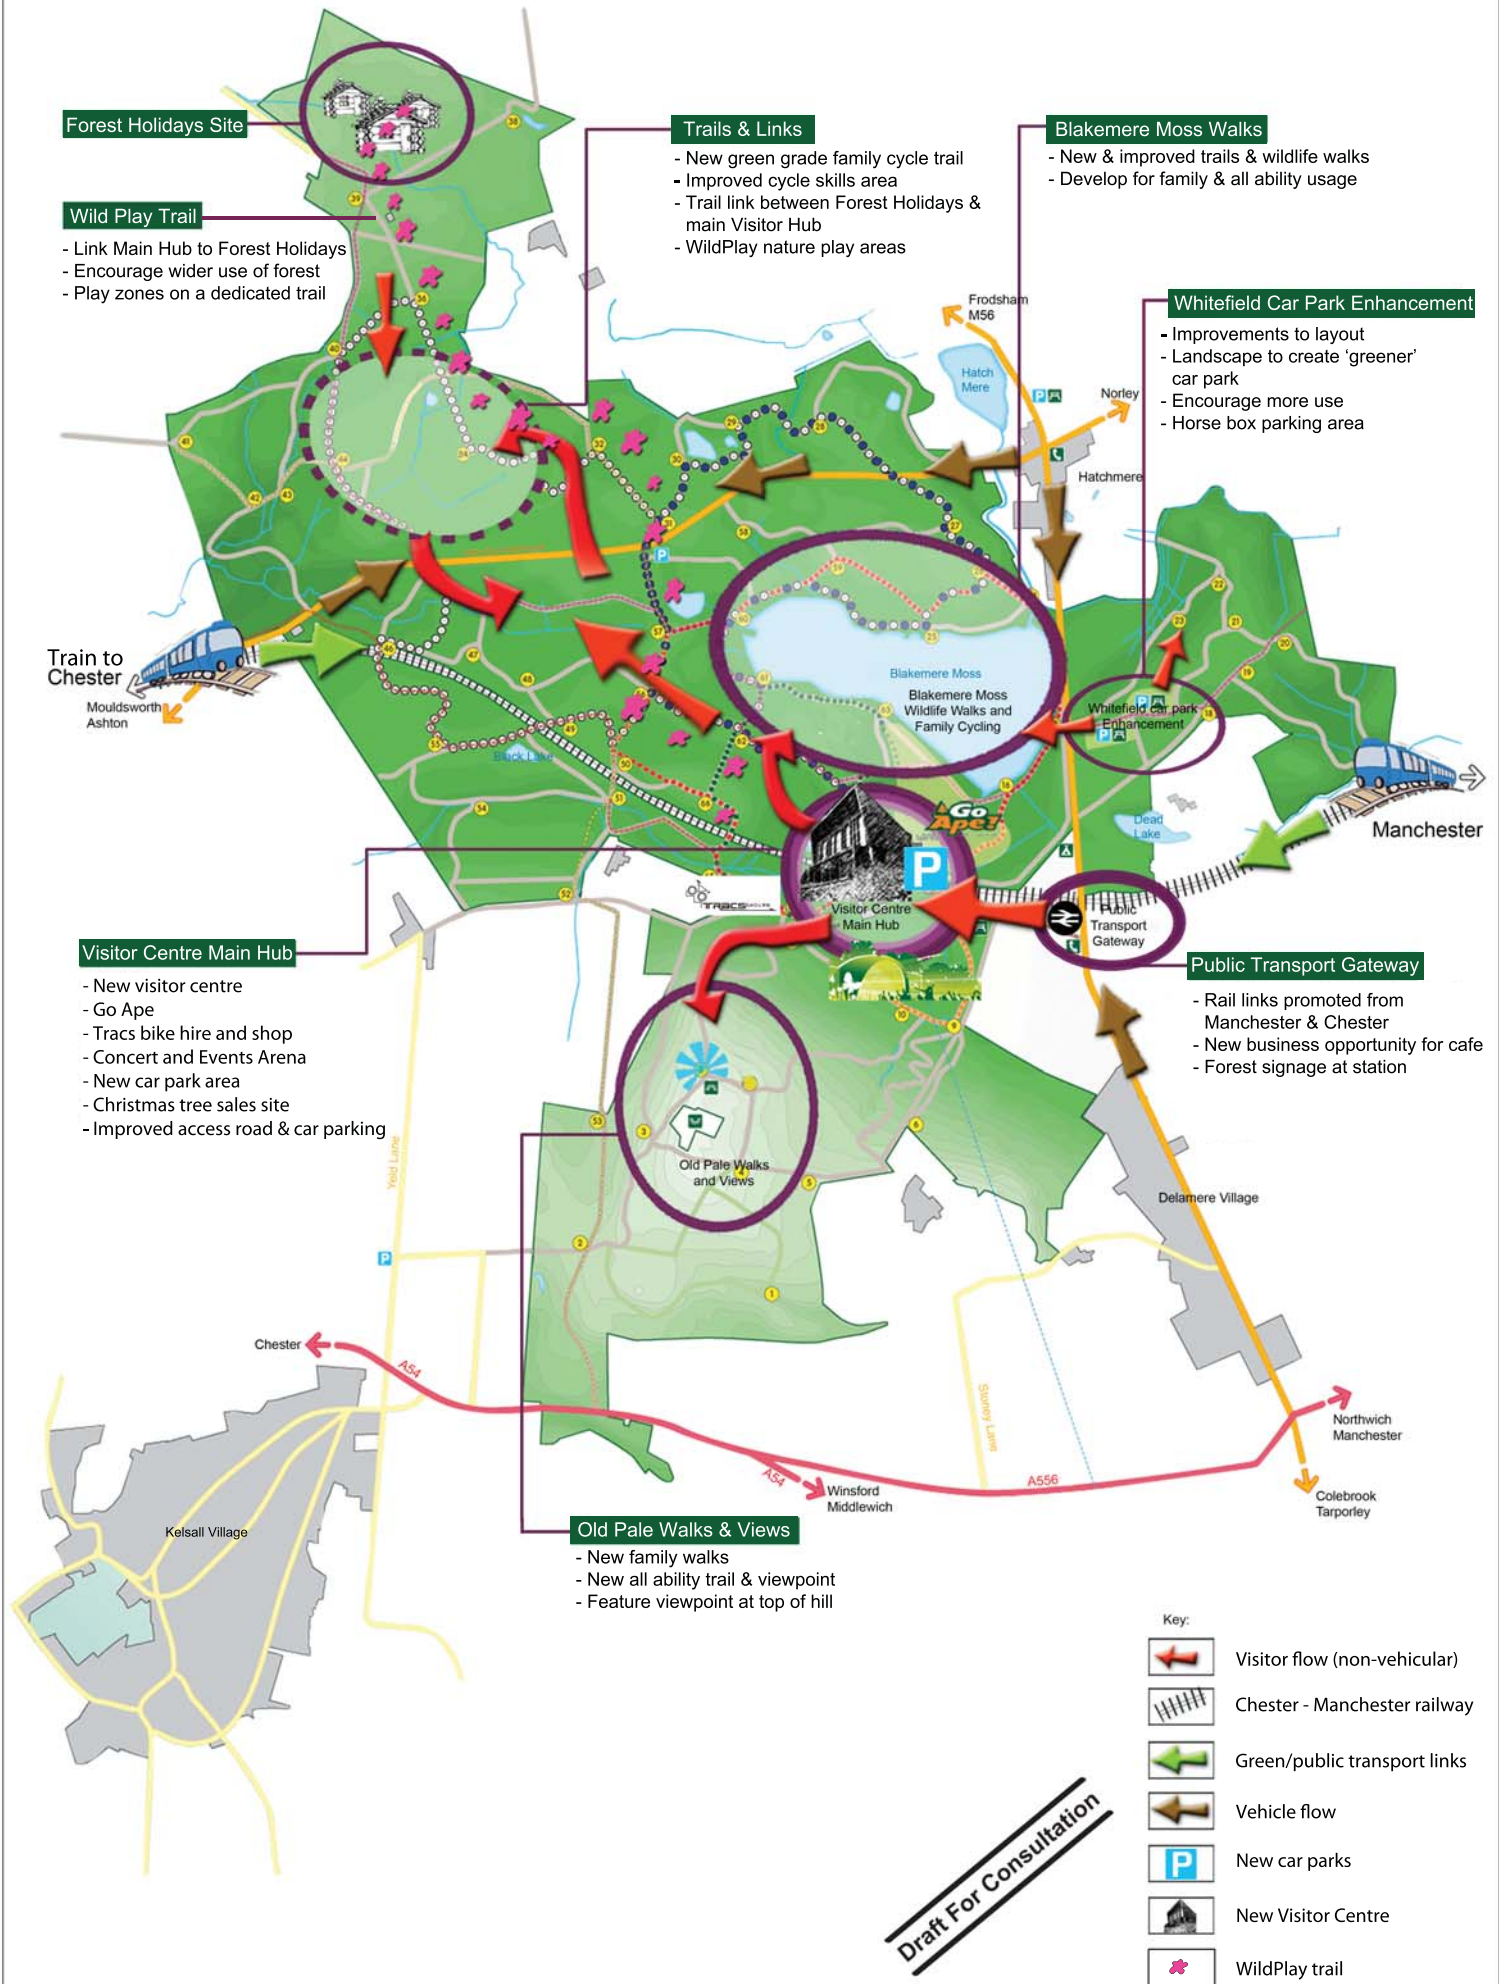 Forest Holidays Site
Wild Play Trail
- Link Main Hub to Forest Holidays
- Encourage wider use of forest
- Play zones on a dedicated trail
Trails & Links
- New green grade family cycle trail
- Improved cycle skills area
- Trail link between Forest Holidays &
main Visitor Hub
- WildPlay nature play areas
Blakemere Moss Walks
- New & improved trails & wildlife walks
- Develop for family & all ability usage
Whitefield Car Park Enhancement
- Improvements to layout
- Landscape to create ‘greener’
car park
- Encourage more use
- Horse box parking area
Frodsham
M56
Hatch
Mere
Norley
Hatchmere
Train to
Chester
Mouldsworth
Ashton
Black Lake
Blakemere Moss
Blakemere Moss
Wildlife Walks and
Family Cycling
Whitefield car park
Enhancement
Go
Ape!
Dead
Lake
Manchester
P
Visitor Centre
Main Hub
TRACS
Public
Transport
Gateway
Visitor Centre Main Hub
- New visitor centre
- Go Ape
- Tracs bike hire and shop
- Concert and Events Arena
- New car park area
- Christmas tree sales site
- Improved access road & car parking
Public Transport Gateway
- Rail links promoted from
Manchester & Chester
- New business opportunity for cafe
- Forest signage at station
Old Pale Walks
and Views
Yeld Lane
P
Delamere Village
Chester
A54
Stoney Lane
A54
Winsford
Middlewich
A556
Northwich
Manchester
Colebrook
Tarporley
Kelsall Village
Old Pale Walks & Views
- New family walks
- New all ability trail & viewpoint
- Feature viewpoint at top of hill
Key:
Visitor flow (non-vehicular)
Chester - Manchester railway
Green/public transport links
Vehicle flow
P New car parks
New Visitor Centre
WildPlay trail
Draft For Consultation